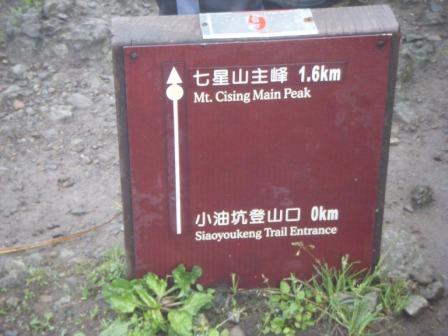 七星山主峰 1.6km
Mt. Cising Main Peak
小油坑登山口 0km
Siaoyoukeng Trail Entrance